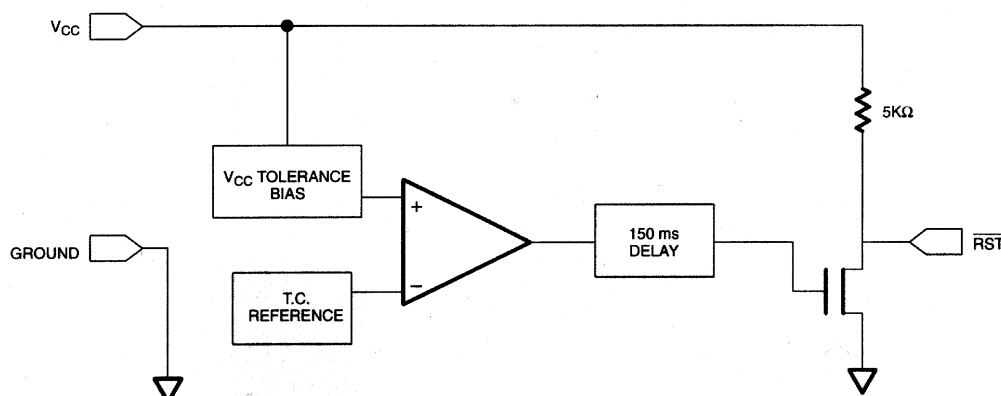 VCC
5KΩ
VCC TOLERANCE
BIAS
+
GROUND
150 ms
DELAY
RST
−
T.C.
REFERENCE